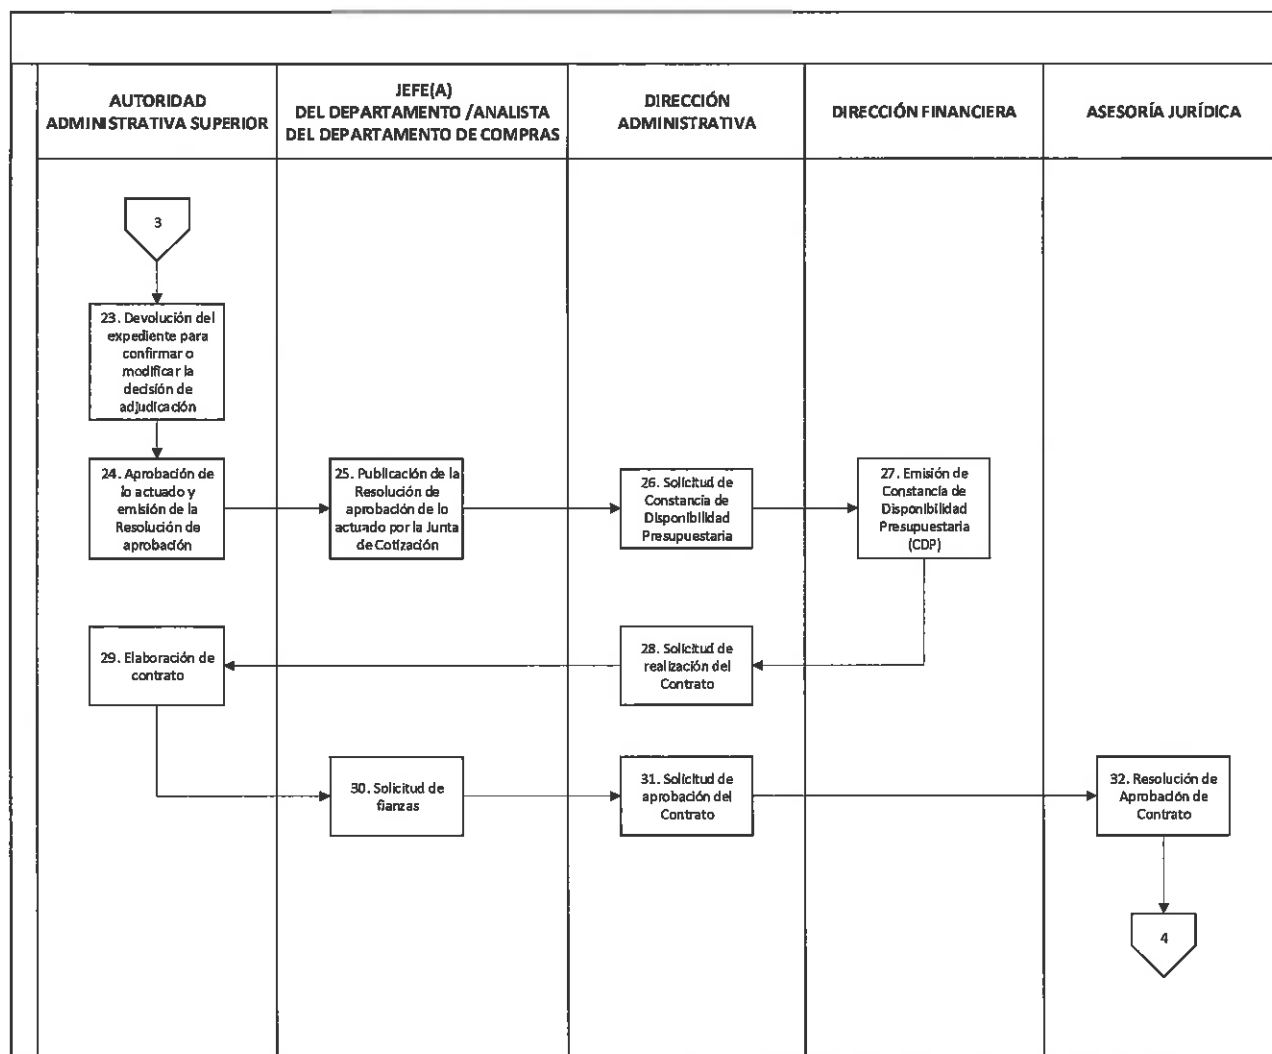 AUTORIDAD
ADMINISTRATIVA SUPERIOR
JEFE(A)
DEL DEPARTAMENTO /ANALISTA
DEL DEPARTAMENTO DE COMPRAS
DIRECCIÓN
ADMINISTRATIVA
DIRECCIÓN FINANCIERA
ASESORÍA JURÍDICA
3
23. Devolución del
expediente para
confirmar o
modificar la
decisión de
adjudicación
24. Aprobación de
lo actuado y
emisión de la
Resolución de
aprobación
25. Publicación de la
Resolución de
aprobación de lo
actuado por la Junta
de Cotización
26. Solicitud de
Constancia de
Disponibilidad
Presupuestaria
27. Emisión de
Constancia de
Disponibilidad
Presupuestaria
(CDP)
28. Solicitud de
realización del
Contrato
29. Elaboración de
contrato
30. Solicitud de
fianzas
31. Solicitud de
aprobación del
Contrato
32. Resolución de
Aprobación de
Contrato
4